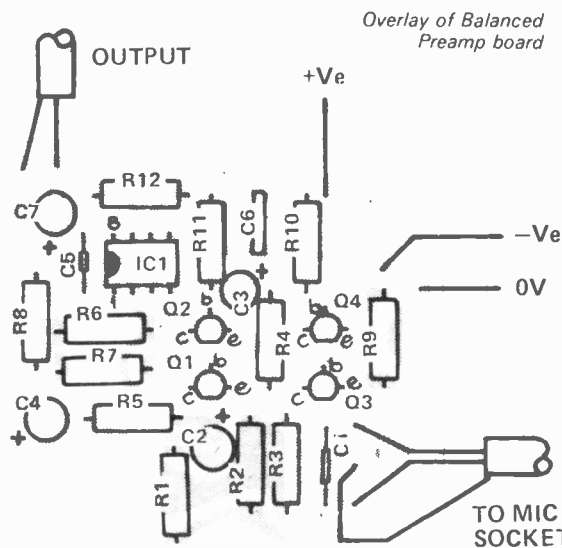 Overlay of Balanced
Preamp board
OUTPUT
+Ve
R12
C7
+
8
R11
C6
R10
C5
IC1
+
-Ve
0V
R8
R6
Q2
b
C3
R4
b
Q4
R9
c
e
c
e
R7
Q1
b
b
c
e
c
e
Q3
C4
+
R5
+
C2
R1
R2
R3
C1
TO MIC
SOCKET